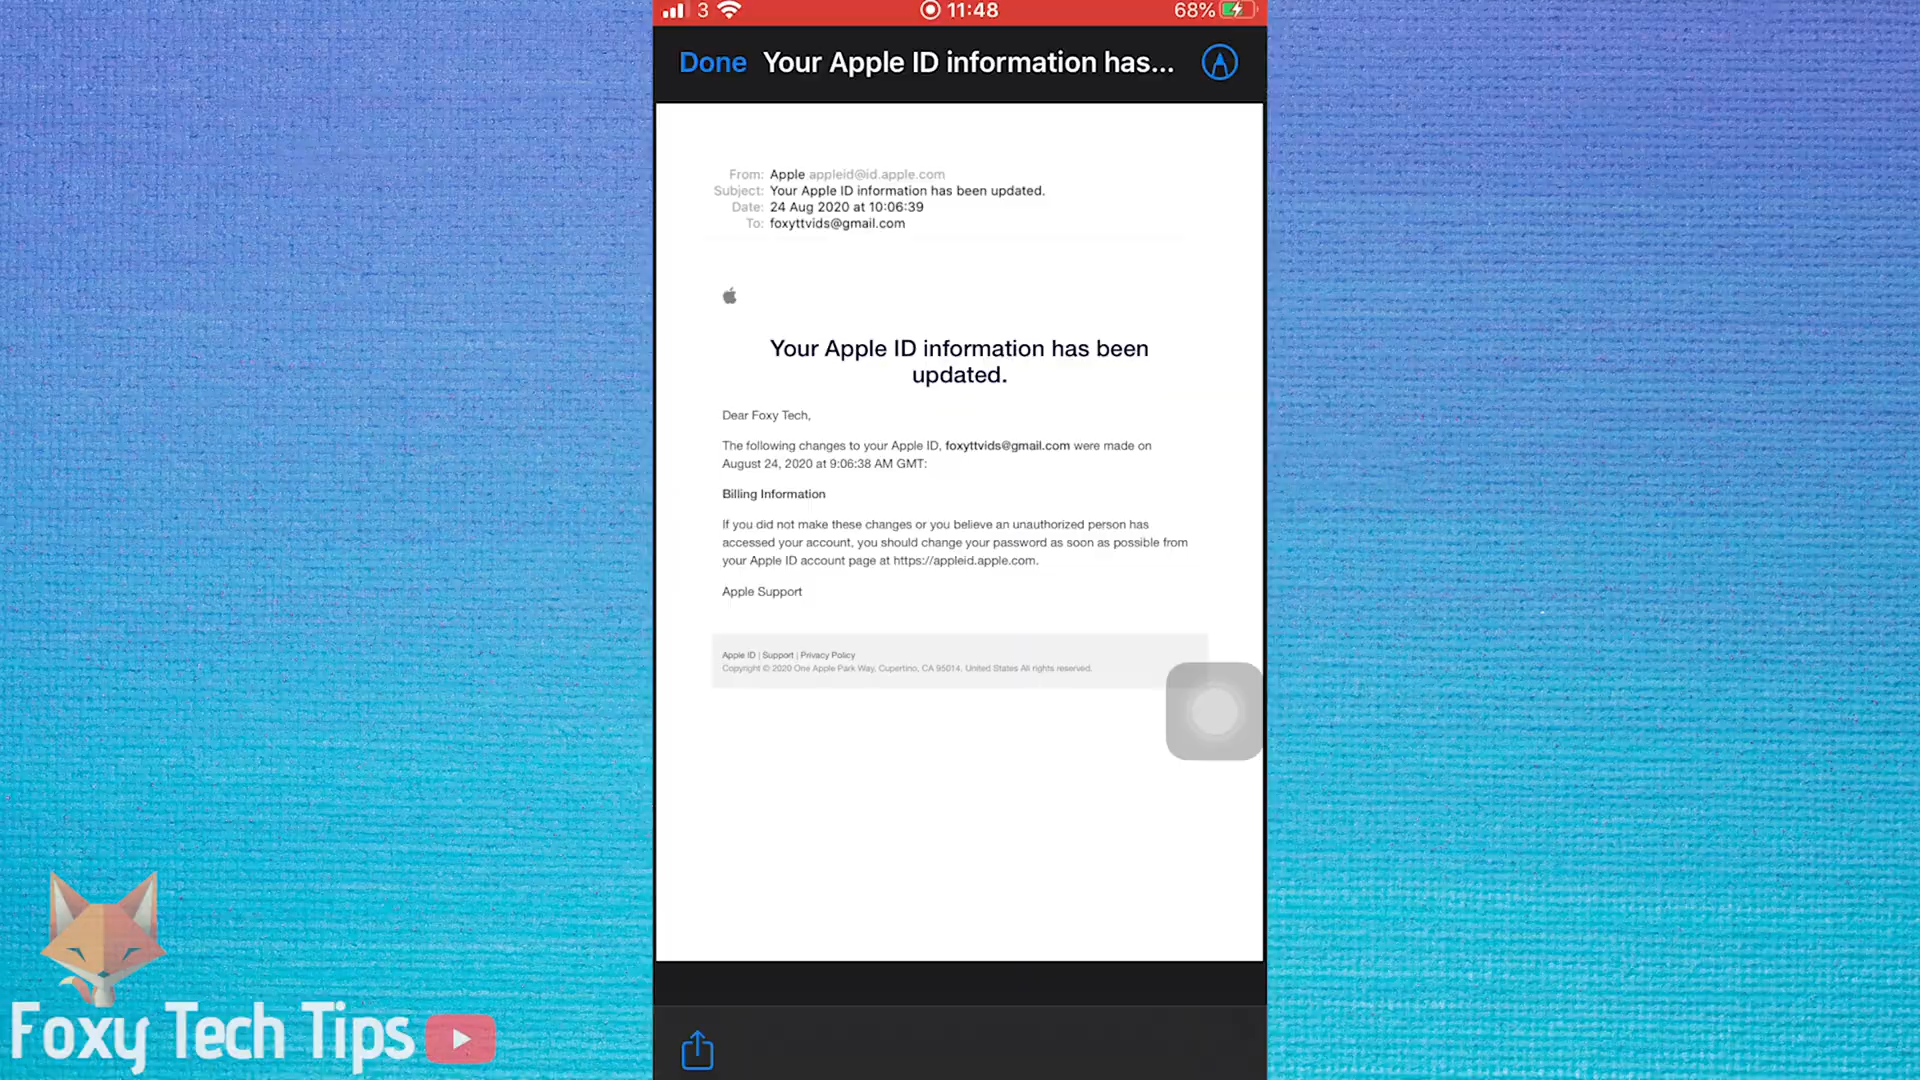 3 11:48 68%
Done Your Apple ID information has...
From: Apple appleid@id.apple.com
Subject: Your Apple ID information has been updated.
Date: 24 Aug 2020 at 10:06:39
To: foxyttvids@gmail.com
Your Apple ID information has been
updated.
Dear Foxy Tech,
The following changes to your Apple ID, foxyttvids@gmail.com were made on
August 24, 2020 at 9:06:38 AM GMT:
Billing Information
If you did not make these changes or you believe an unauthorized person has
accessed your account, you should change your password as soon as possible from
your Apple ID account page at https://appleid.apple.com.
Apple Support
Apple ID | Support | Privacy Policy
Copyright © 2020 One Apple Park Way, Cupertino, CA 95014, United States All rights reserved.
Foxy Tech Tips